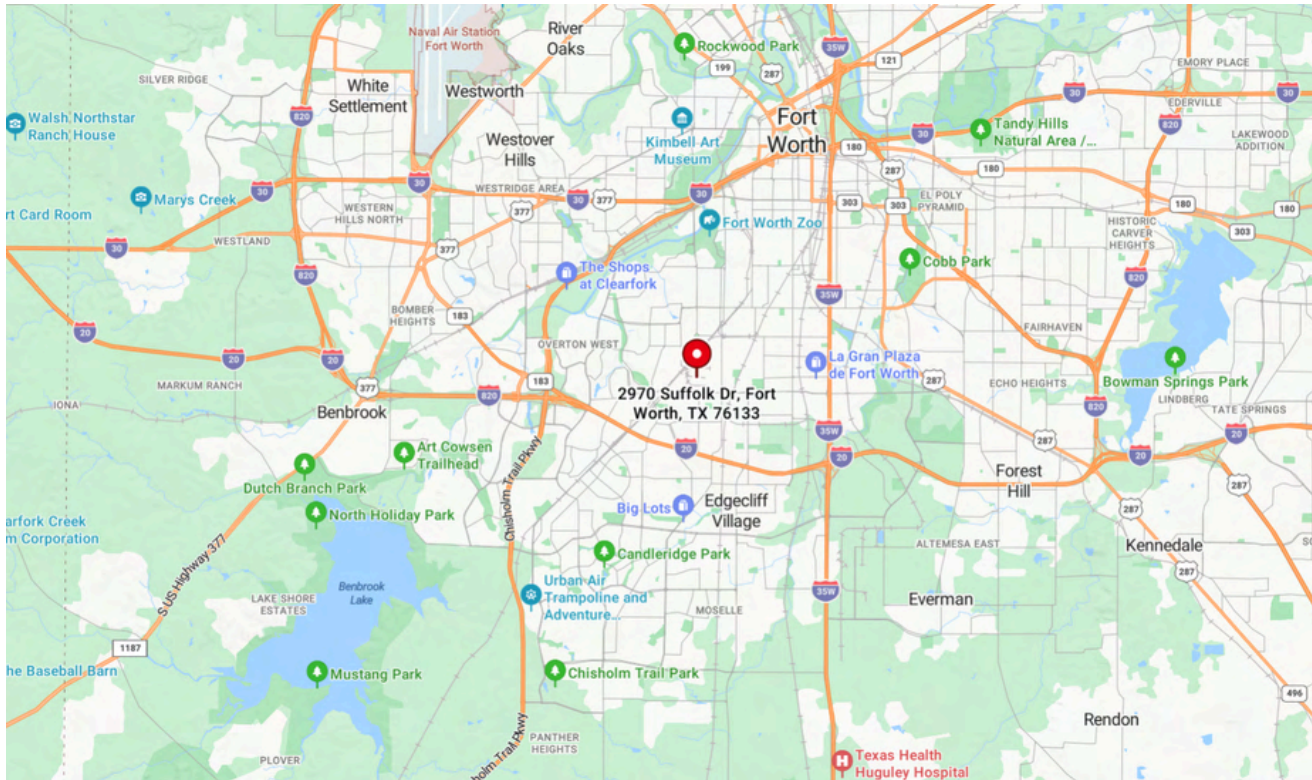 Naval Air Station
Fort Worth
River
Oaks
Rockwood Park
35W
199
287
121
EMORY PLACE
SILVER RIDGE
White
Settlement
Westworth
820
30
820
EDERVILLE
Walsh Northstar
Ranch House
Kimbell Art
Museum
Fort
Worth
30
Tandy Hills
Natural Area /...
LAKEWOOD
ADDITION
Westover
Hills
180
180
287
Marys Creek
30
30
WESTRIDGE AREA
377
30
377
30
EL POLY
PYRAMID
303
303
180
180
rt Card Room
WESTERN
HILLS NORTH
377
Fort Worth Zoo
HISTORIC
CARVER
HEIGHTS
303
30
WESTLAND
377
820
Cobb Park
820
The Shops
at Clearfork
35W
BOMBER
HEIGHTS
183
20
FAIRHAVEN
OVERTON WEST
20
20
La Gran Plaza
de Fort Worth
Bowman Springs Park
MARKUM RANCH
377
183
287
ECHO HEIGHTS
LINDBERG
2970 Suffolk Dr, Fort
Worth, TX 76133
820
820
IONA
Benbrook
TATE SPRINGS
35W
20
287
20
Art Cowsen
Trailhead
20
20
Dutch Branch Park
Chisholm Trail Pkwy
Forest
Hill
287
Big Lots
Edgecliff
Village
287
North Holiday Park
arfork Creek
m Corporation
S US Highway 377
Candleridge Park
ALTEMESA EAST
Kennedale
287
Benbrook
Lake
LAKE SHORE
ESTATES
Urban Air
Trampoline and
Adventure...
MOSELLE
35W
Everman
1187
he Baseball Barn
Mustang Park
Chisholm Trail Park
496
Rendon
PANTHER
HEIGHTS
PLOVER
holm Trail Pkwy
Texas Health
Huguley Hospital